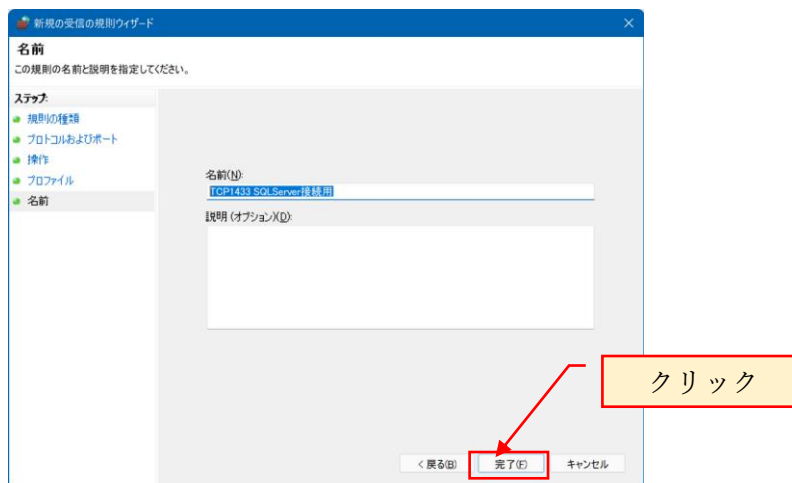 新規の受信の規則ウィザード
名前
この規則の名前と説明を指定してください。
ステップ:
規則の種類
プロトコルおよびポート
操作
プロファイル
名前
名前(N):
TCP1433 SQLServer接続用
説明 (オプション)(D):
クリック
< 戻る(B)
完了(F)
キャンセル